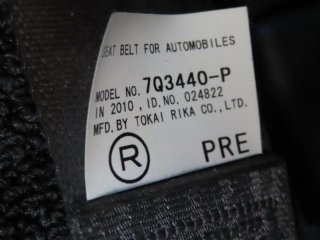 SEAT BELT FOR AUTOMOBILES
MODEL NO. 7Q3440-P
IN 2010, ID.NO. 024822
MFD. BY TOKAI RIKA CO., LTD.
R PRE